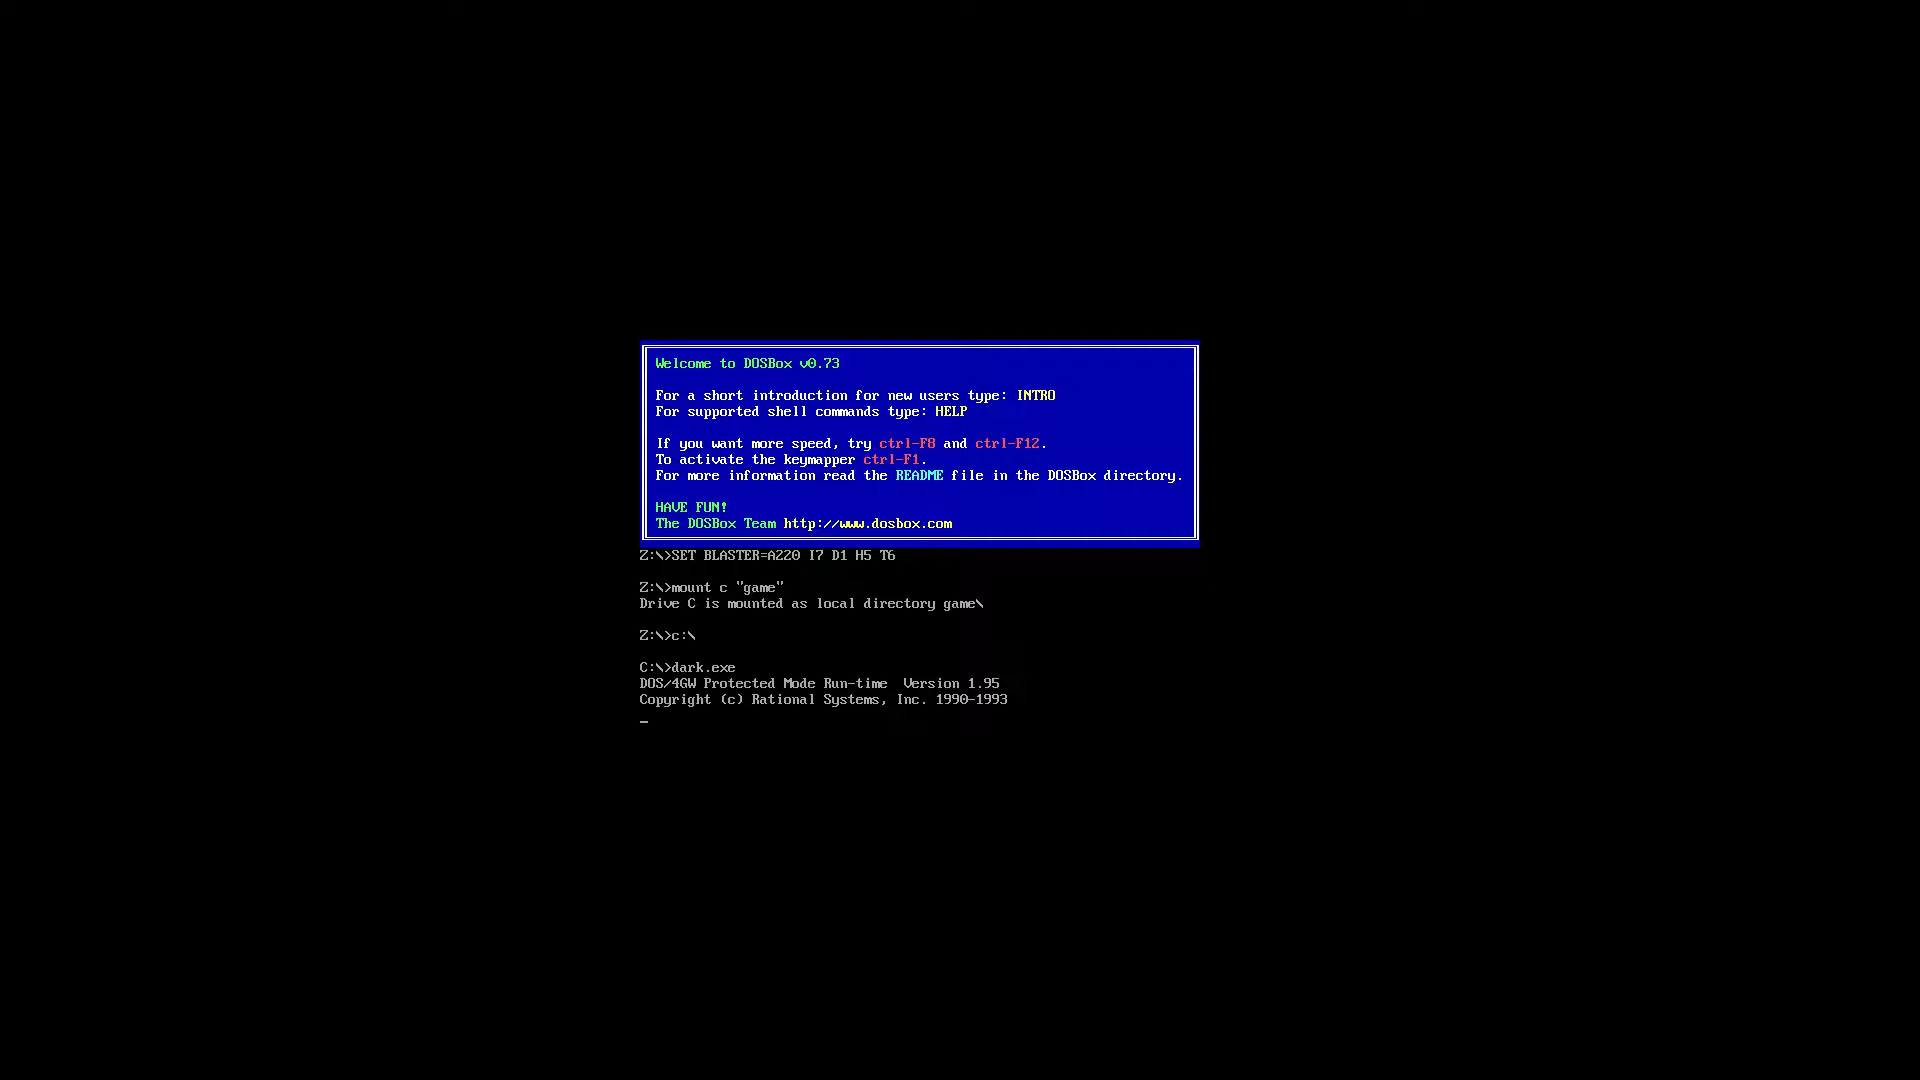 Welcome to DOSBox v0.73
For a short introduction for new users type: INTRO
For supported shell commands type: HELP
If you want more speed, try ctrl-F8 and ctrl-F12.
To activate the keymapper ctrl-F1.
For more information read the README file in the DOSBox directory.
HAVE FUN!
The DOSBox Team http://www.dosbox.com
Z:\>SET BLASTER=A220 I7 D1 H5 T6
Z:\>mount c "game"
Drive C is mounted as local directory game\
Z:\>c:\
C:\>dark.exe
DOS/4GW Protected Mode Run-time  Version 1.95
Copyright (c) Rational Systems, Inc. 1990-1993
_